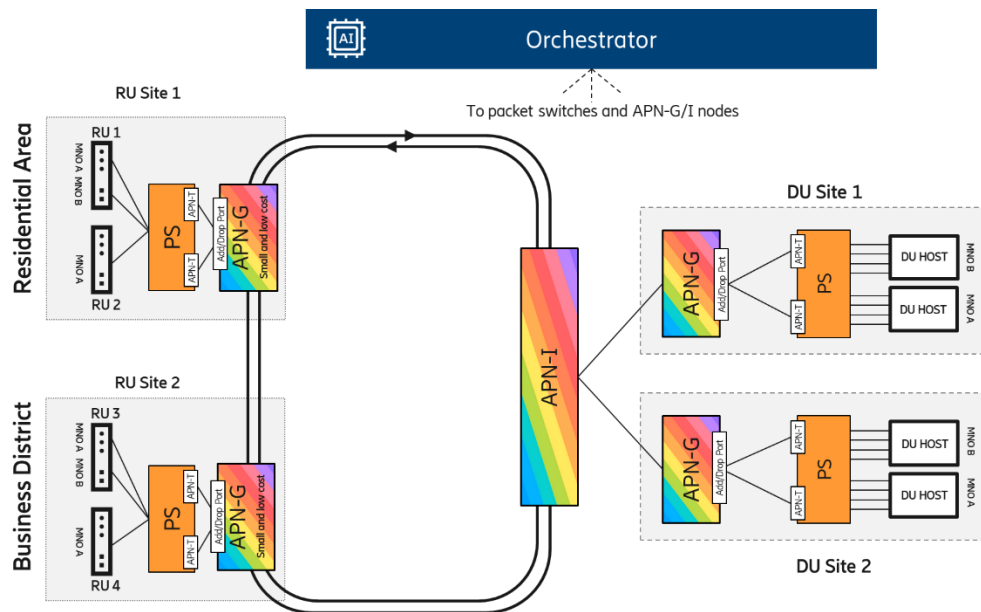 AI
Orchestrator
To packet switches and APN-G/I nodes
RU Site 1
Residential Area
RU 1
MNO A
MNO B
MNO A
RU 2
PS
APN-T
APN-T
Add/Drop Port
APN-G
Small and low cost
RU Site 2
Business District
RU 3
MNO A
MNO B
MNO A
RU 4
PS
APN-T
APN-T
Add/Drop Port
APN-G
Small and low cost
APN-I
DU Site 1
APN-G
Add/Drop Port
APN-T
APN-T
PS
DU HOST
MNO B
DU HOST
MNO A
APN-G
Add/Drop Port
APN-T
APN-T
PS
DU HOST
MNO B
DU HOST
MNO A
DU Site 2